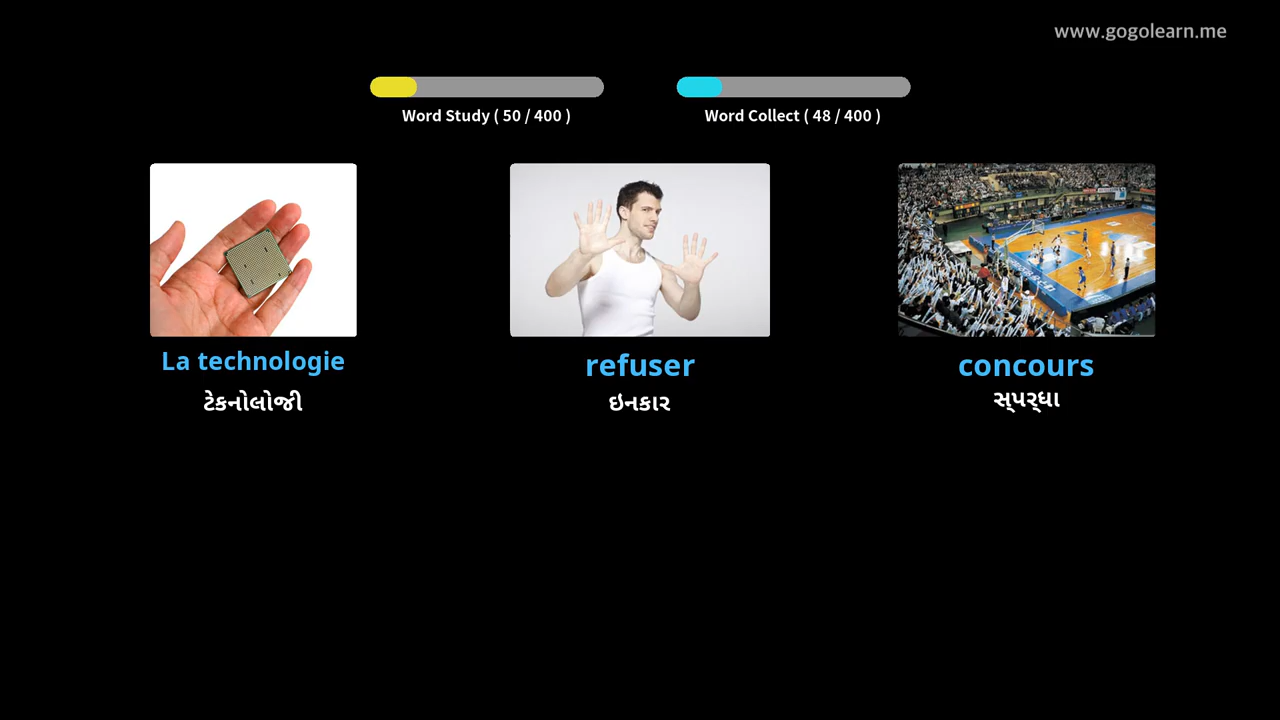 www.gogolearn.me
Word Study ( 50 / 400 )
Word Collect ( 48 / 400 )
La technologie
refuser
concours
ટેકનોલોજી
ઇનકાર
સ્પર્ધા